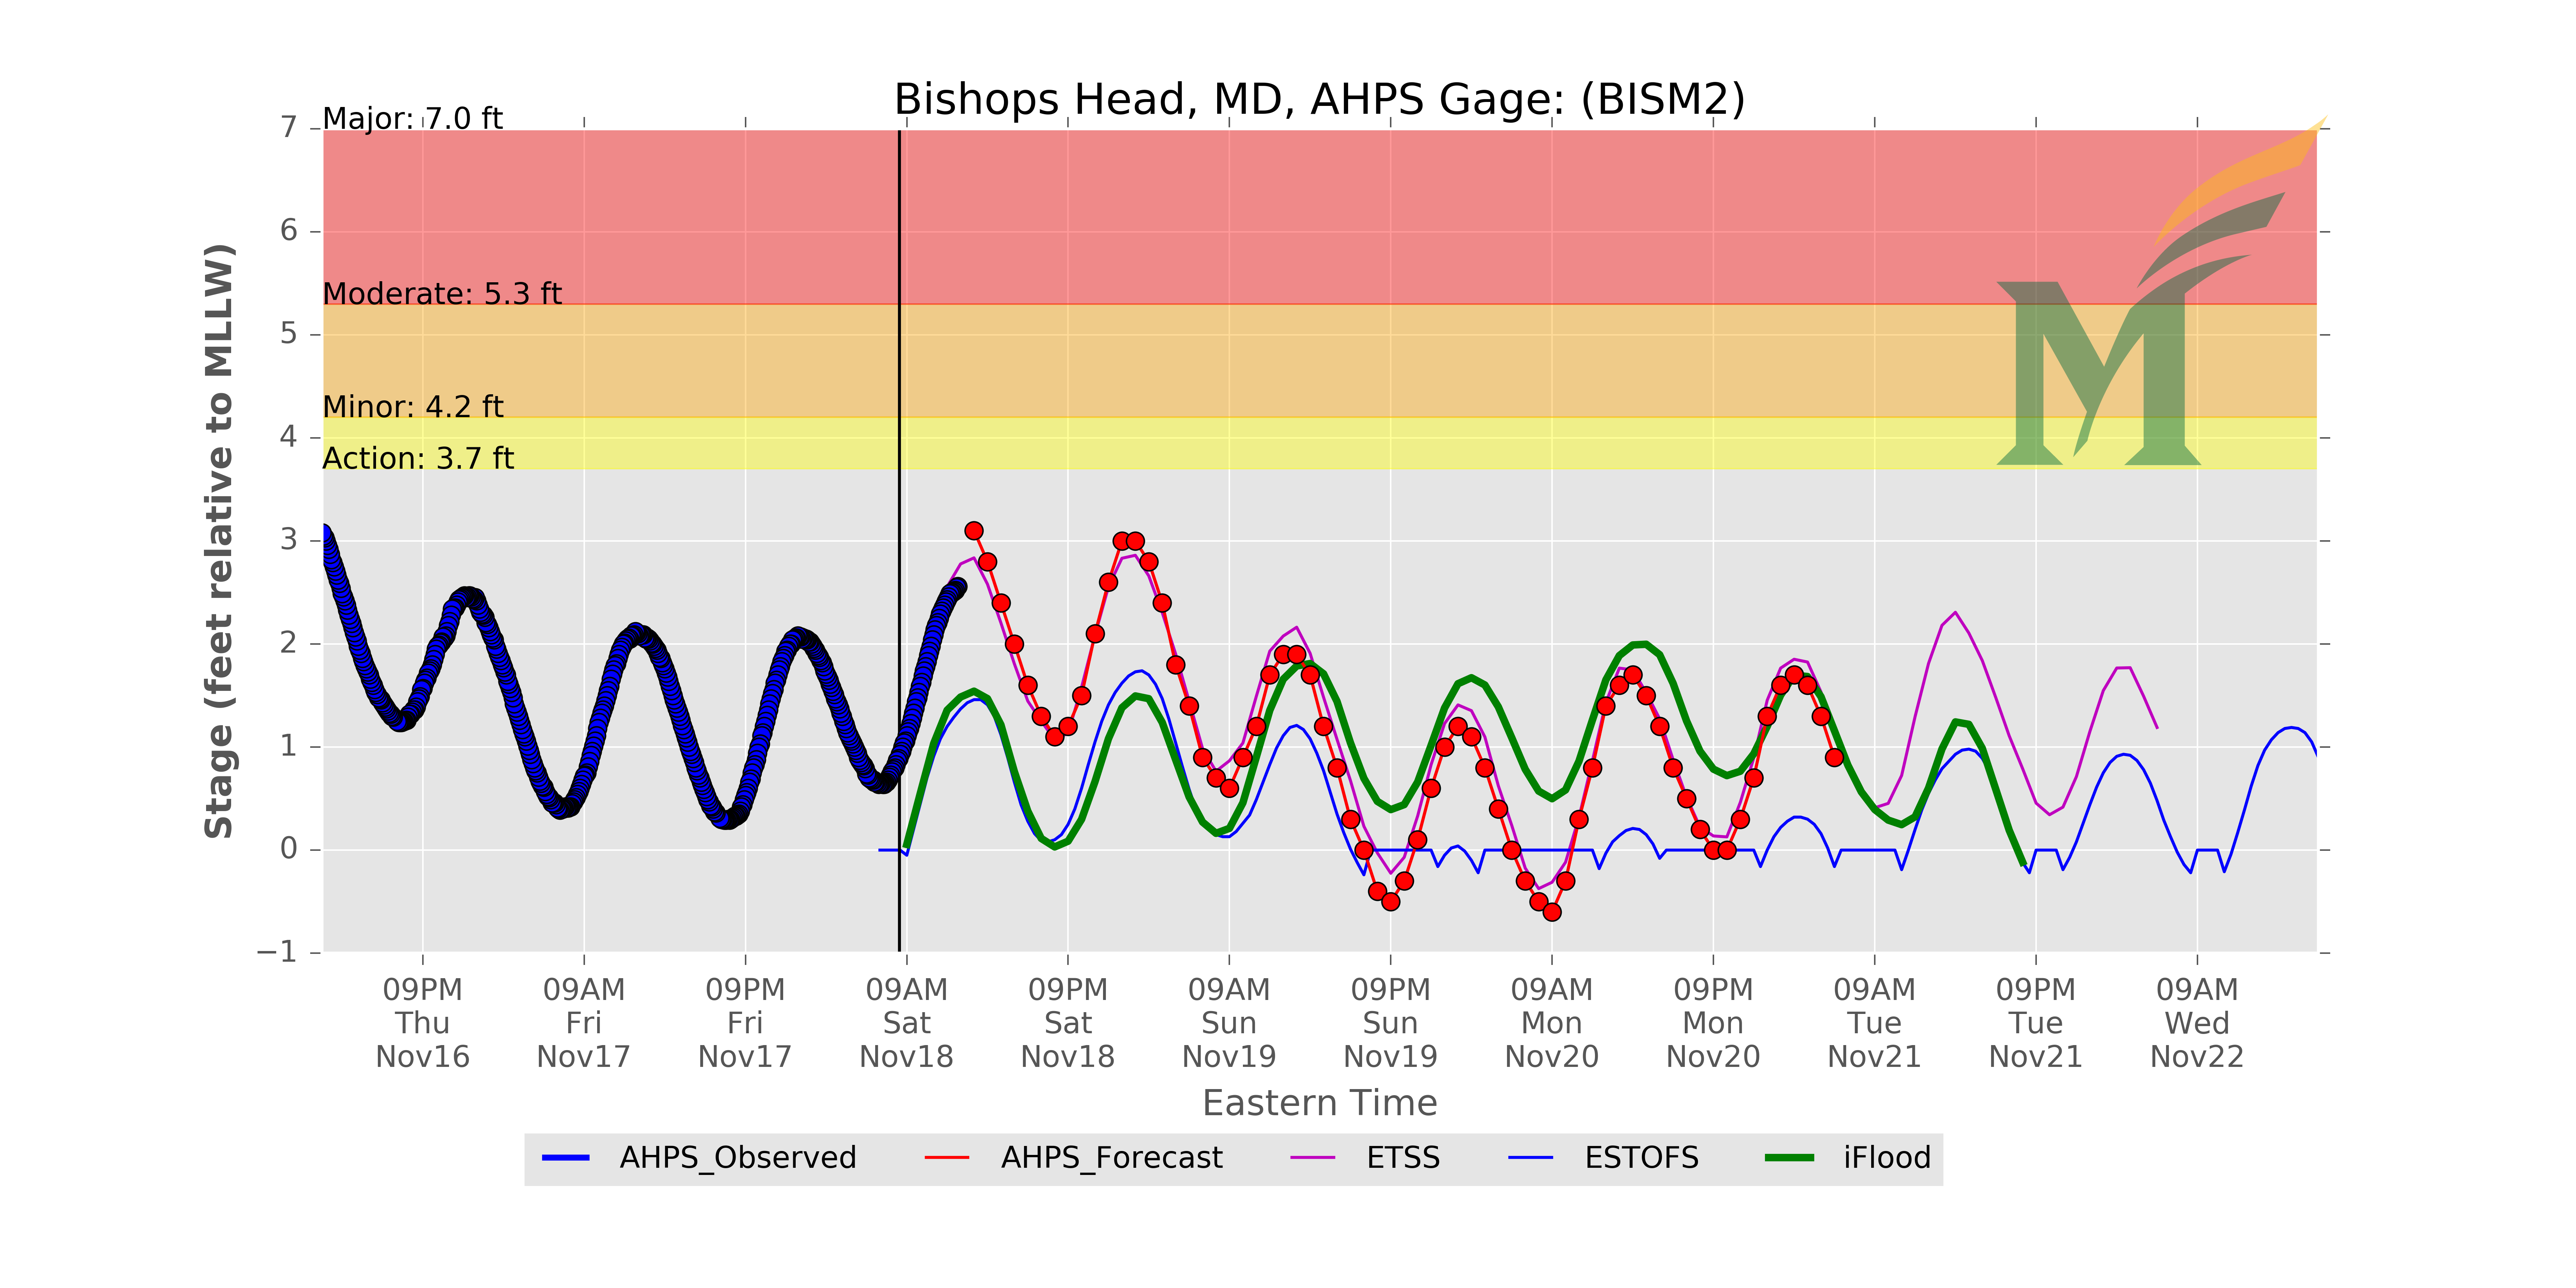 Bishops Head, MD, AHPS Gage: (BISM2)
Major: 7.0 ft
Moderate: 5.3 ft
Minor: 4.2 ft
Action: 3.7 ft
7
6
5
4
3
2
1
0
−1
Stage (feet relative to MLLW)
09PM Thu Nov16
09AM Fri Nov17
09PM Fri Nov17
09AM Sat Nov18
09PM Sat Nov18
09AM Sun Nov19
09PM Sun Nov19
09AM Mon Nov20
09PM Mon Nov20
09AM Tue Nov21
09PM Tue Nov21
09AM Wed Nov22
Eastern Time
AHPS_Observed AHPS_Forecast ETSS ESTOFS iFlood